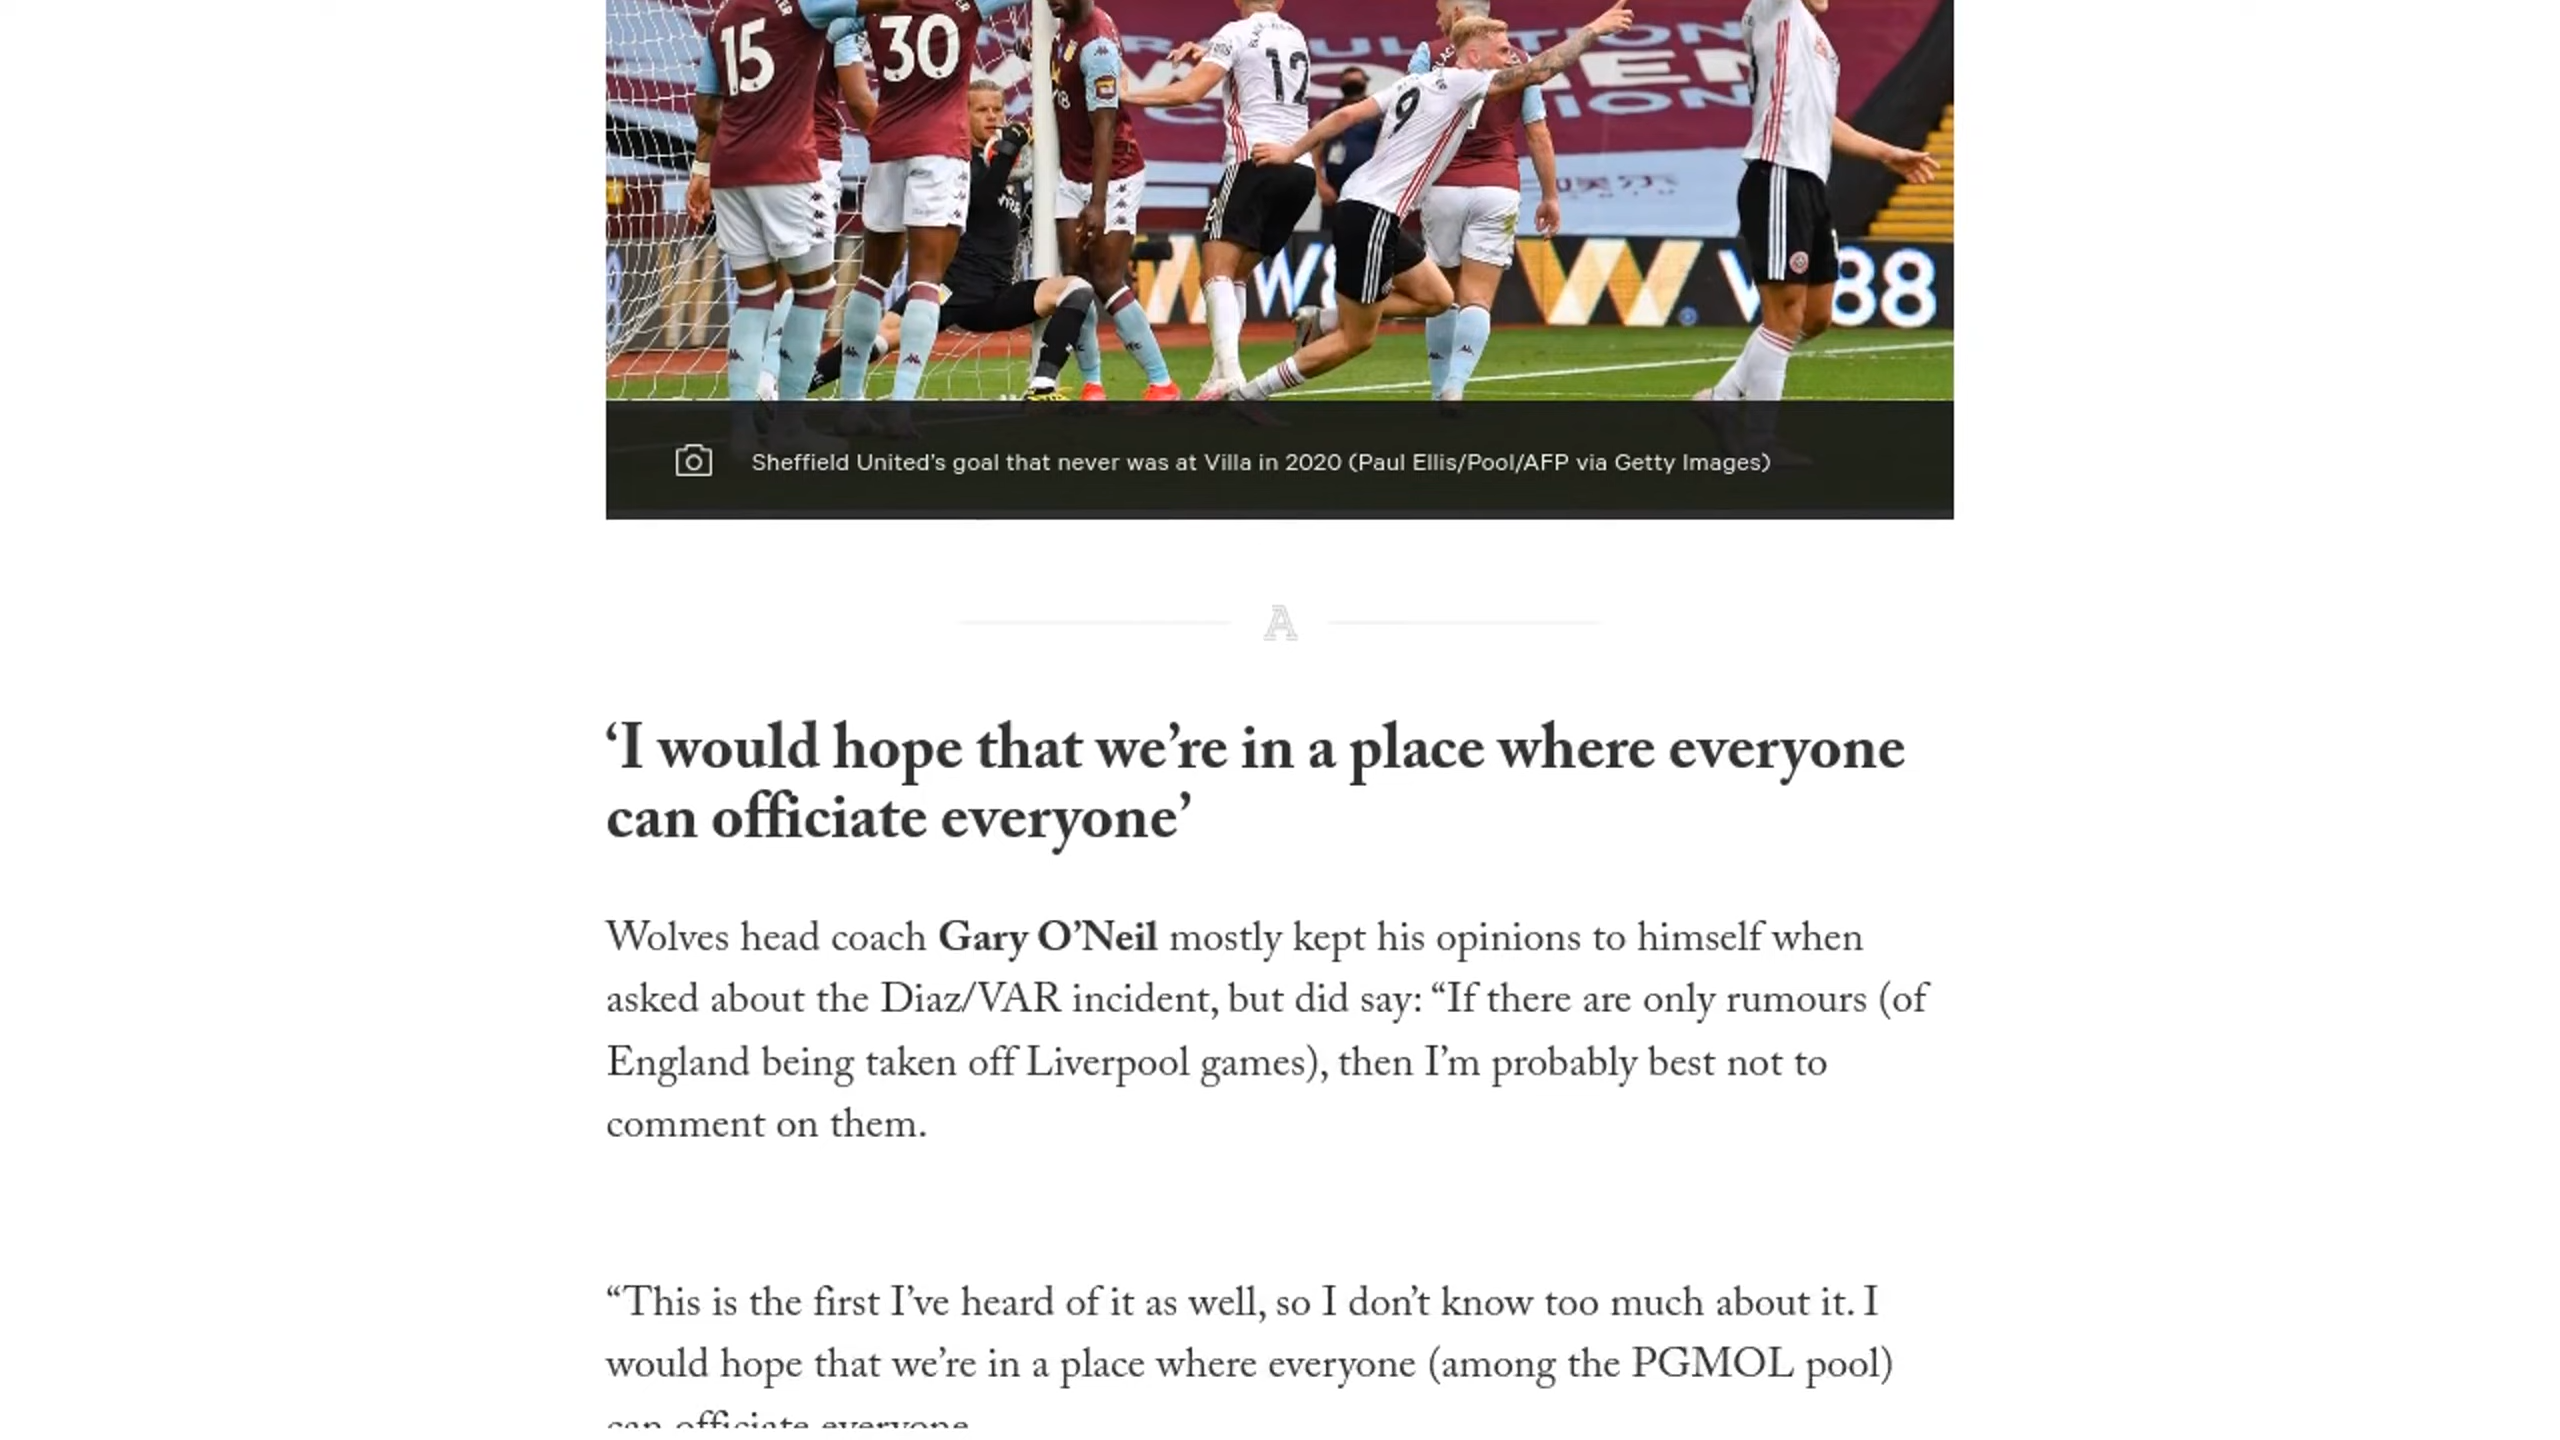 15
30
12
9
W8
W 88
Sheffield United's goal that never was at Villa in 2020 (Paul Ellis/Pool/AFP via Getty Images)
A
‘I would hope that we’re in a place where everyone
can officiate everyone’
Wolves head coach Gary O’Neil mostly kept his opinions to himself when
asked about the Diaz/VAR incident, but did say: “If there are only rumours (of
England being taken off Liverpool games), then I’m probably best not to
comment on them.
“This is the first I’ve heard of it as well, so I don’t know too much about it. I
would hope that we’re in a place where everyone (among the PGMOL pool)
can officiate everyone